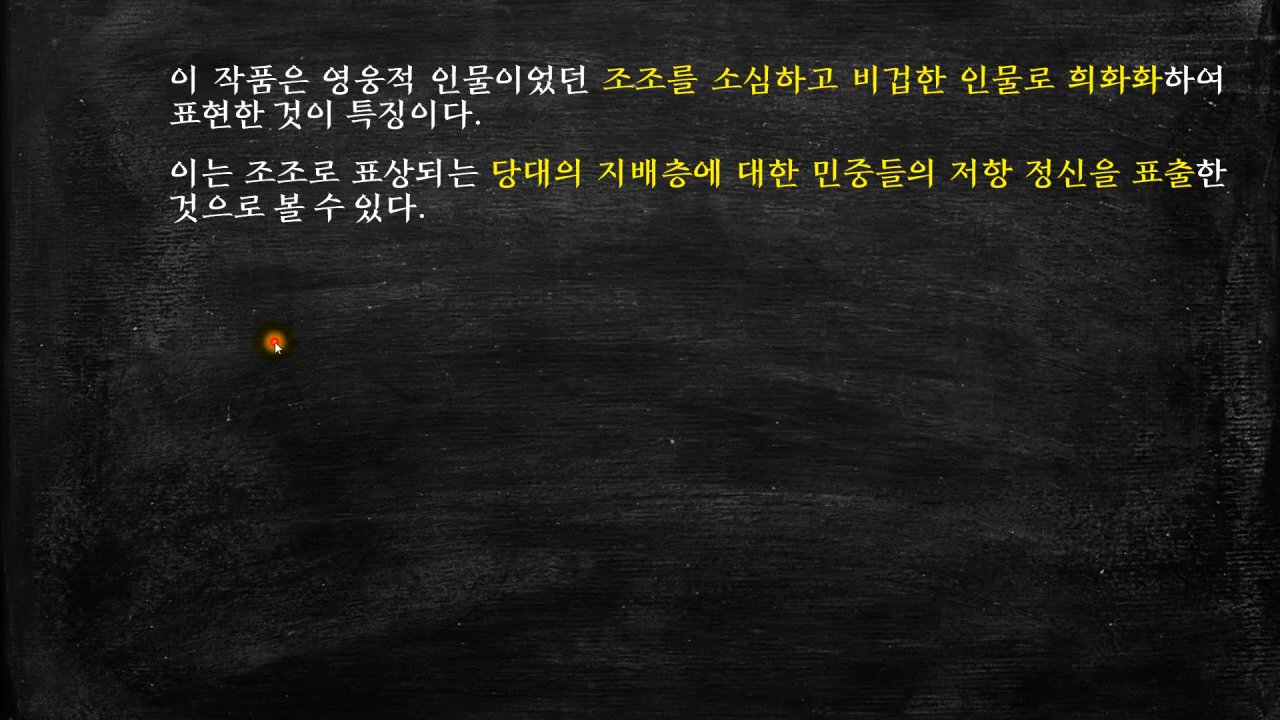 이 작품은 영웅적 인물이었던 조조를 소심하고 비겁한 인물로 희화화하여
표현한 것이 특징이다.
이는 조조로 표상되는 당대의 지배층에 대한 민중들의 저항 정신을 표출한
것으로 볼 수 있다.